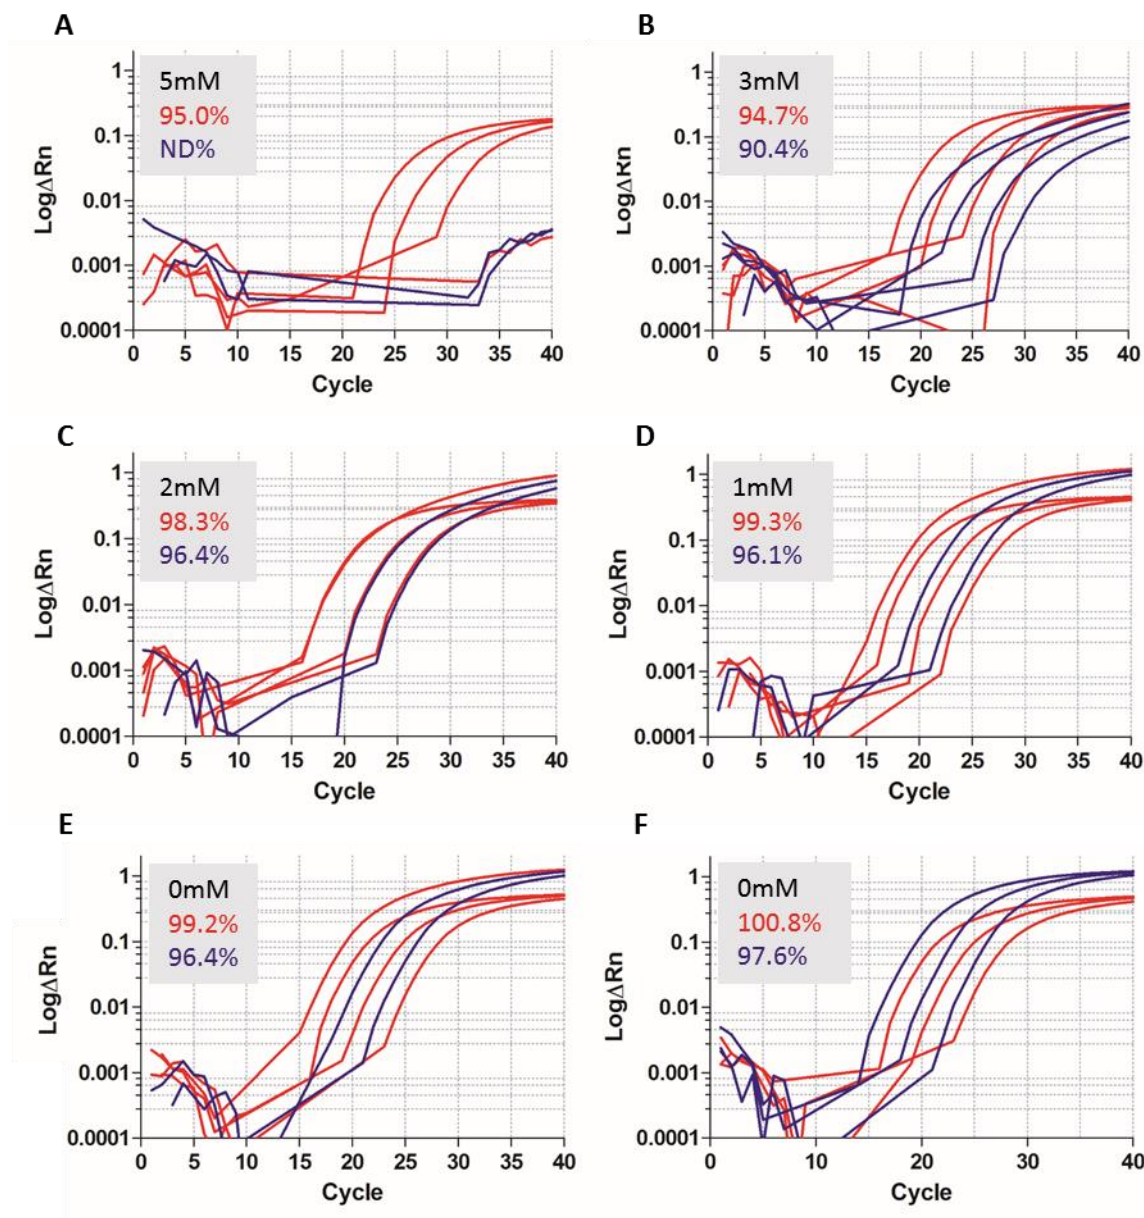 A
5mM
95.0%
ND%
1
0.1
0.01
0.001
0.0001
LogΔRn
0 5 10 15 20 25 30 35 40
Cycle
B
3mM
94.7%
90.4%
1
0.1
0.01
0.001
0.0001
LogΔRn
0 5 10 15 20 25 30 35 40
Cycle
C
2mM
98.3%
96.4%
1
0.1
0.01
0.001
0.0001
LogΔRn
0 5 10 15 20 25 30 35 40
Cycle
D
1mM
99.3%
96.1%
1
0.1
0.01
0.001
0.0001
LogΔRn
0 5 10 15 20 25 30 35 40
Cycle
E
0mM
99.2%
96.4%
1
0.1
0.01
0.001
0.0001
LogΔRn
0 5 10 15 20 25 30 35 40
Cycle
F
0mM
100.8%
97.6%
1
0.1
0.01
0.001
0.0001
LogΔRn
0 10 20 30 40
Cycle